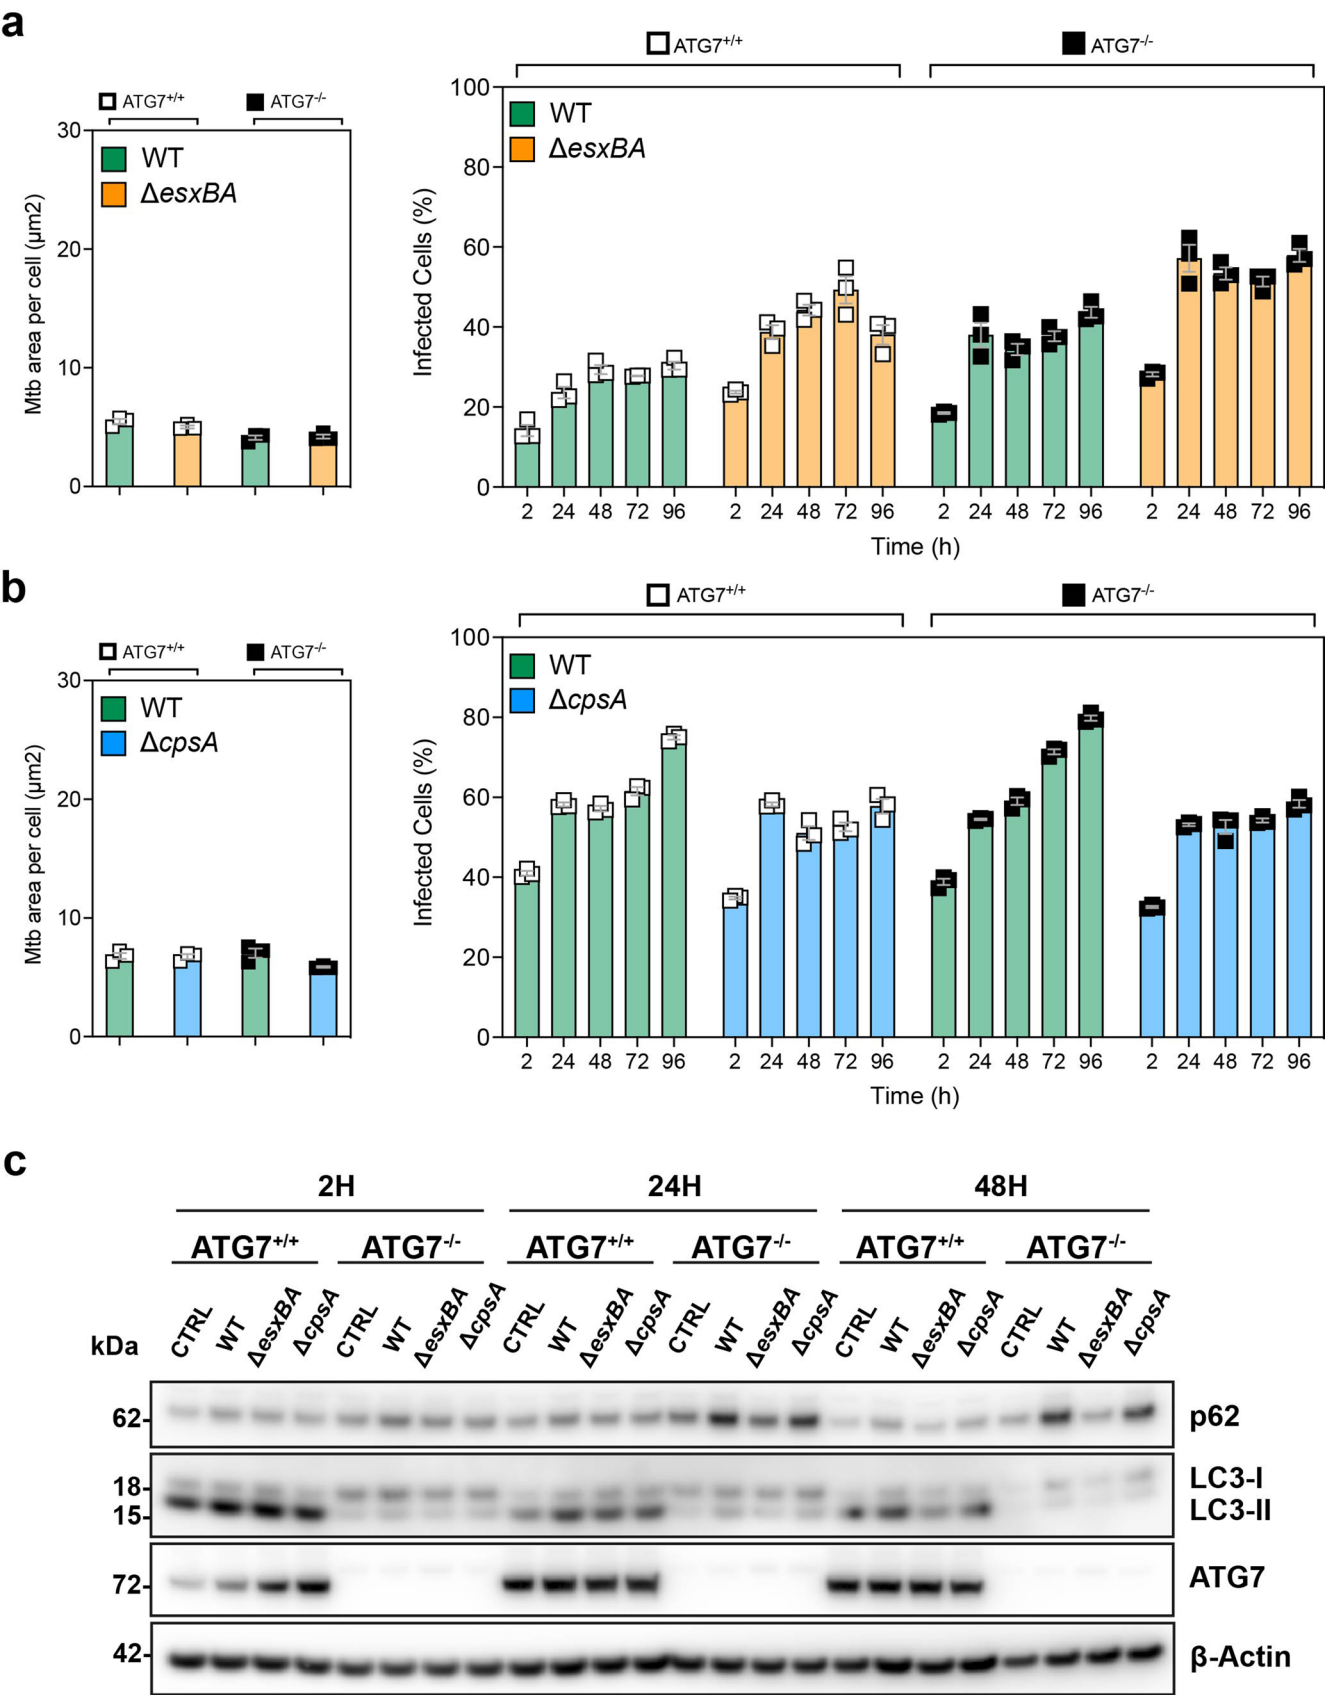 a
ATG7+/+
ATG7-/-
30
20
10
0
Mtb area per cell (µm2)
WT
ΔesxBA
ATG7+/+
ATG7-/-
100
80
60
40
20
0
Infected Cells (%)
WT
ΔesxBA
2 24 48 72 96 2 24 48 72 96 2 24 48 72 96 2 24 48 72 96
Time (h)
b
ATG7+/+
ATG7-/-
30
20
10
0
Mtb area per cell (µm2)
WT
ΔcpsA
ATG7+/+
ATG7-/-
100
80
60
40
20
0
Infected Cells (%)
WT
ΔcpsA
2 24 48 72 96 2 24 48 72 96 2 24 48 72 96 2 24 48 72 96
Time (h)
c
2H 24H 48H
ATG7+/+ ATG7-/- ATG7+/+ ATG7-/- ATG7+/+ ATG7-/-
kDa CTRL WT ΔesxBA ΔcpsA CTRL WT ΔesxBA ΔcpsA CTRL WT ΔesxBA ΔcpsA CTRL WT ΔesxBA ΔcpsA CTRL WT ΔesxBA ΔcpsA CTRL WT ΔesxBA ΔcpsA
62 p62
18 LC3-I
15 LC3-II
72 ATG7
42 β-Actin